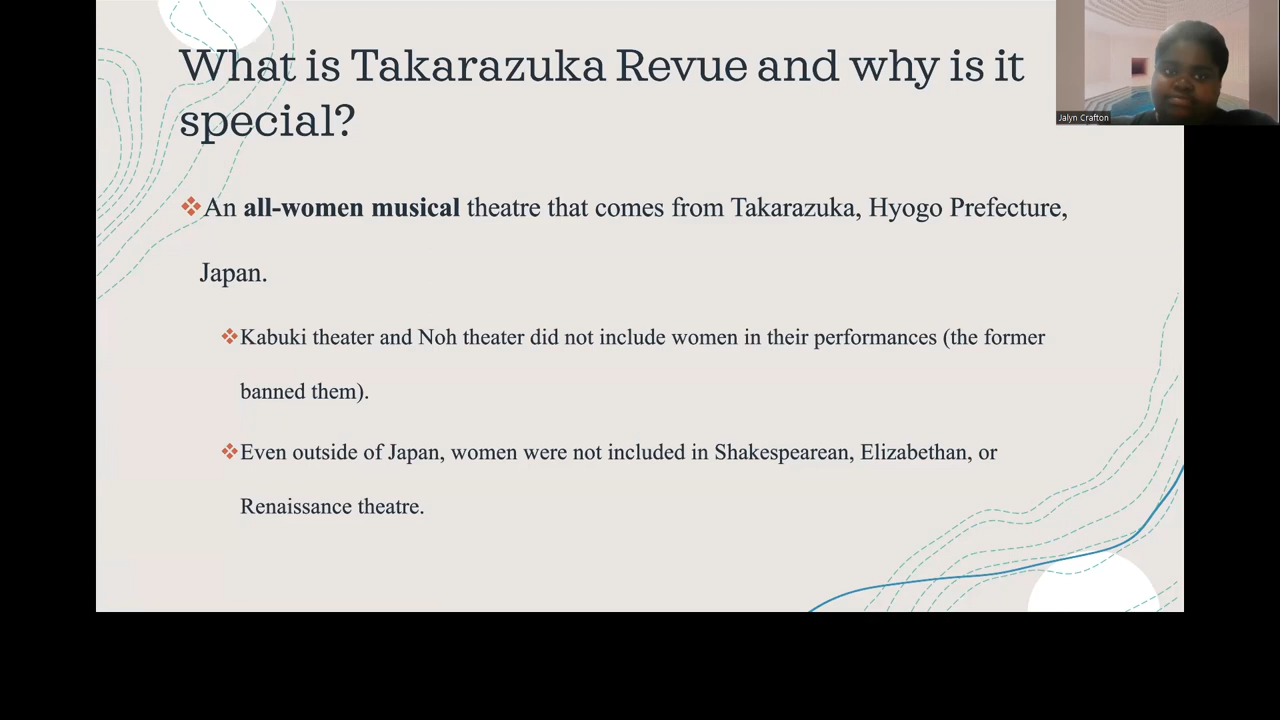 What is Takarazuka Revue and why is it
special?
Jalyn Crafton
❖An all-women musical theatre that comes from Takarazuka, Hyogo Prefecture,
Japan.
❖Kabuki theater and Noh theater did not include women in their performances (the former
banned them).
❖Even outside of Japan, women were not included in Shakespearean, Elizabethan, or
Renaissance theatre.